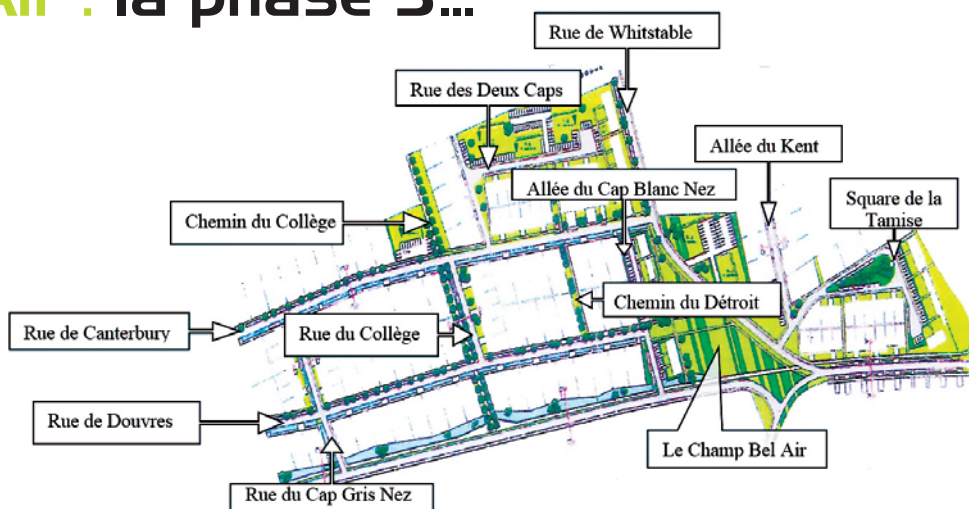 Air : la phase 3...
Rue de Whitstable
Rue des Deux Caps
Allée du Kent
Allée du Cap Blanc Nez
Square de la
Tamise
Chemin du Collège
Chemin du Détroit
Rue de Canterbury
Rue du Collège
Rue de Douvres
Le Champ Bel Air
Rue du Cap Gris Nez